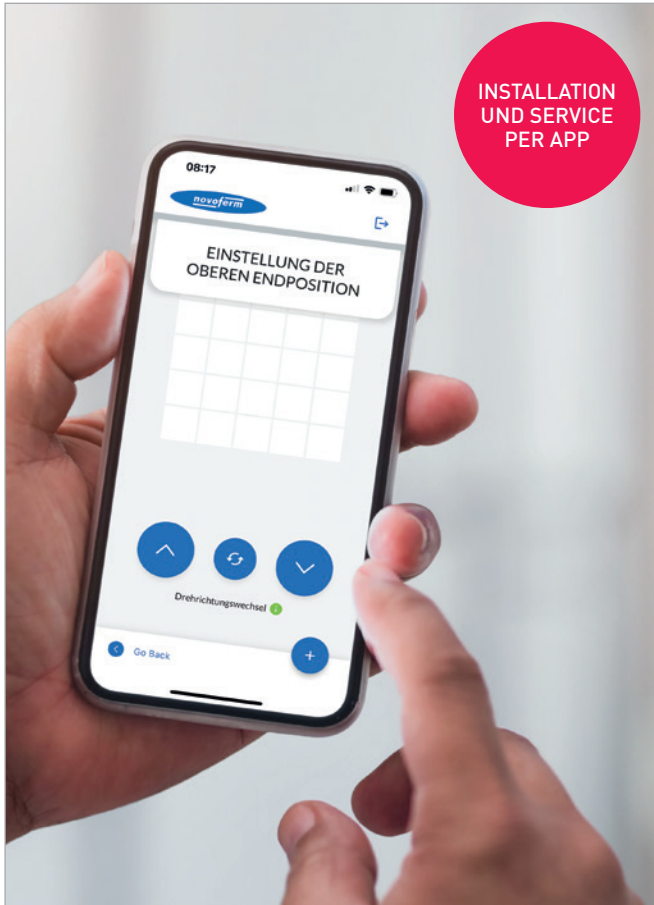 INSTALLATION
UND SERVICE
PER APP
08:17
novoferm
EINSTELLUNG DER
OBEREN ENDPOSITION
Drehrichtungswechsel
Go Back